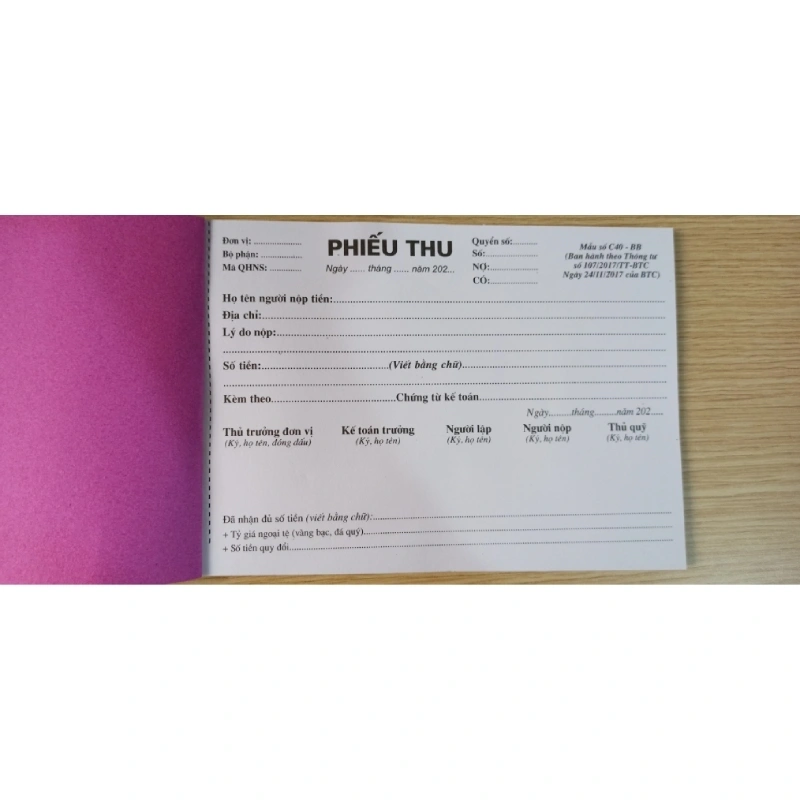 Đơn vị: ..................
Bộ phận: ...............
Mã QHNS: ............
PHIẾU THU
Ngày ...... tháng ...... năm 202...
Quyển số:..........
Số:.....................
NỢ:...................
CÓ:...................
Mẫu số C40 - BB
(Ban hành theo Thông tư
số 107/2017/TT-BTC
Ngày 24/11/2017 của BTC)
Họ tên người nộp tiền:..........................................................................................
Địa chỉ:..........................................................................................
Lý do nộp:..........................................................................................
..........................................................................................
Số tiền:........................................(Viết bằng chữ)........................................
..........................................................................................
Kèm theo........................................Chứng từ kế toán........................................
Ngày.........tháng.........năm 202.....
Thủ trưởng đơn vị Kế toán trưởng Người lập Người nộp Thủ quỹ
(Ký, họ tên, đóng dấu) (Ký, họ tên) (Ký, họ tên) (Ký, họ tên) (Ký, họ tên)
Đã nhận đủ số tiền (viết bằng chữ):..........................................................................................
+ Tỷ giá ngoại tệ (vàng bạc, đá quý)..........................................................................................
+ Số tiền quy đổi..........................................................................................